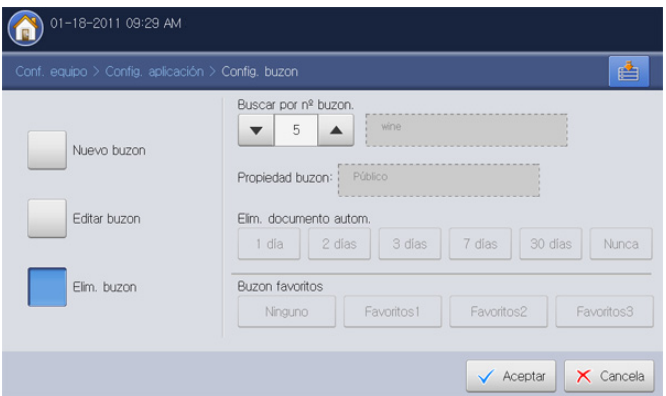 01-18-2011 09:29 AM
Conf. equipo > Config. aplicación > Config. buzon
Buscar por nº buzon.
5 wine
Nuevo buzon
Propiedad buzon: Público
Editar buzon
Elim. documento autom.
1 día 2 días 3 días 7 días 30 días Nunca
Elim. buzon
Buzon favoritos
Ninguno Favoritos1 Favoritos2 Favoritos3
Aceptar Cancela